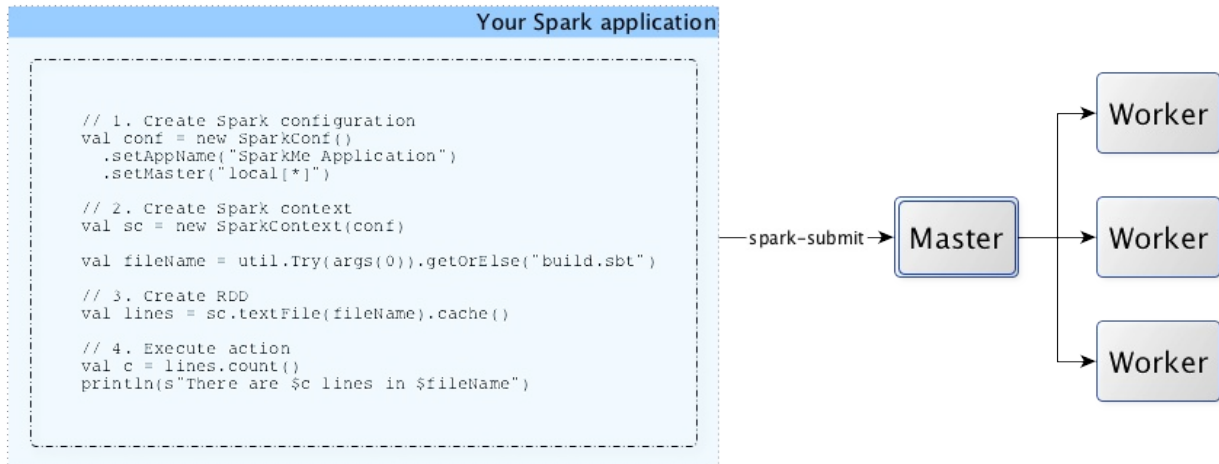 Your Spark application
// 1. Create Spark configuration
val conf = new SparkConf()
  .setAppName("SparkMe Application")
  .setMaster("local[*]")
// 2. Create Spark context
val sc = new SparkContext(conf)
val fileName = util.Try(args(0)).getOrElse("build.sbt")
// 3. Create RDD
val lines = sc.textFile(fileName).cache()
// 4. Execute action
val c = lines.count()
println(s"There are $c lines in $fileName")
spark-submit
Master
Worker
Worker
Worker